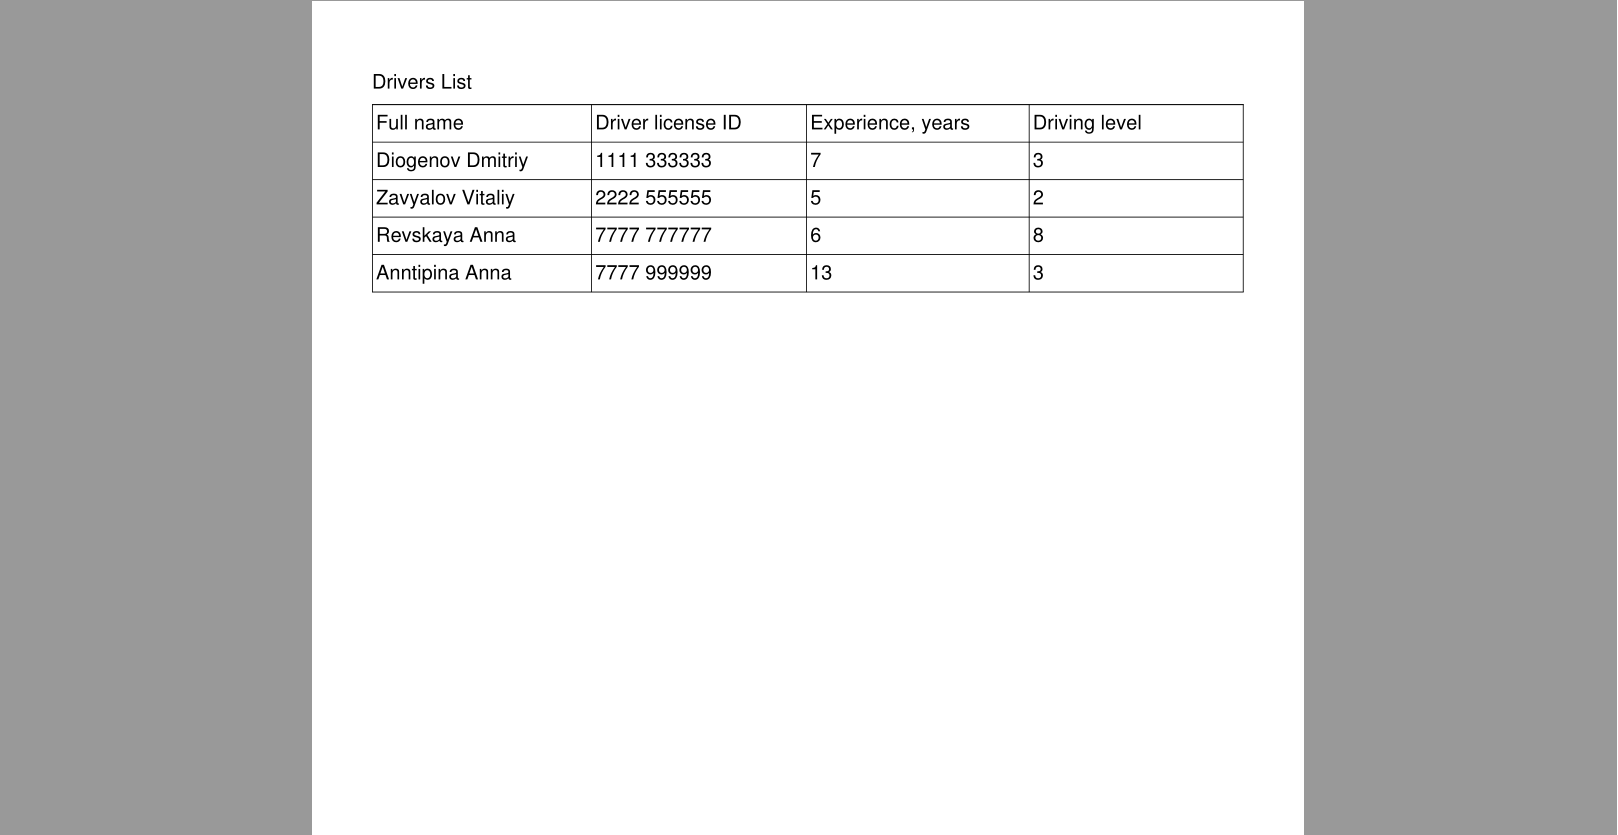 Drivers List
Full name Driver license ID Experience, years Driving level
Diogenov Dmitriy 1111 333333 7 3
Zavyalov Vitaliy 2222 555555 5 2
Revskaya Anna 7777 777777 6 8
Anntipina Anna 7777 999999 13 3